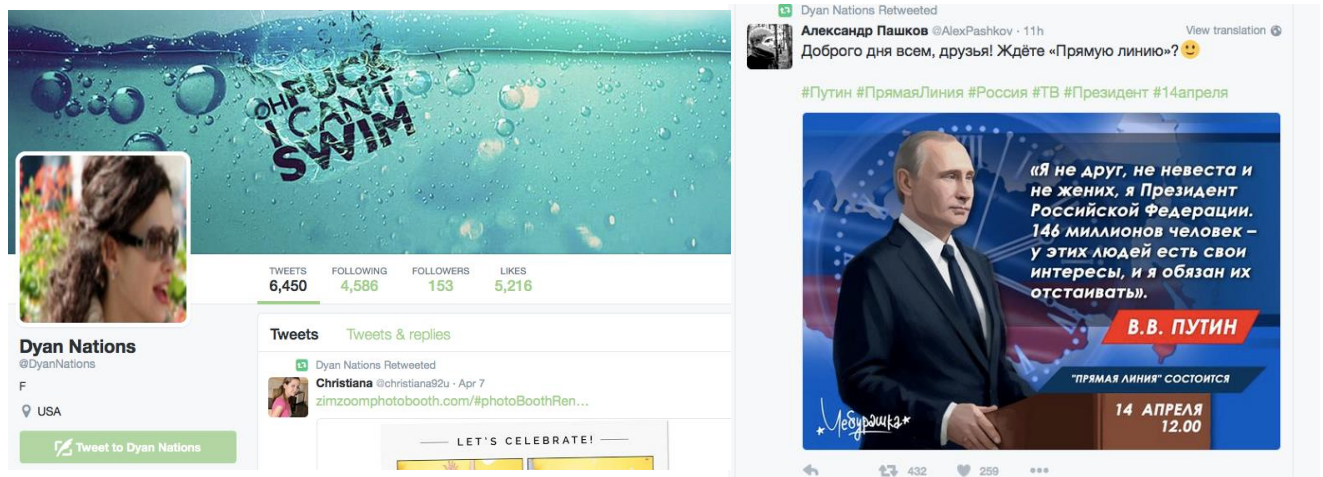 OH FUCK
I CAN'T
SWIM
TWEETS FOLLOWING FOLLOWERS LIKES
6,450 4,586 153 5,216
Dyan Nations
@DyanNations
F
USA
Tweet to Dyan Nations
Tweets Tweets & replies
Dyan Nations Retweeted
Christiana @christiana92u · Apr 7
zimzoomphotobooth.com/#photoBoothRen…
LET'S CELEBRATE!
Dyan Nations Retweeted
Александр Пашков @AlexPashkov · 11h View translation
Доброго дня всем, друзья! Ждёте «Прямую линию»?
#Путин #ПрямаяЛиния #Россия #ТВ #Президент #14апреля
«Я не друг, не невеста и
не жених, я Президент
Российской Федерации.
146 миллионов человек –
у этих людей есть свои
интересы, и я обязан их
отстаивать».
В.В. ПУТИН
"ПРЯМАЯ ЛИНИЯ" СОСТОИТСЯ
14 АПРЕЛЯ
12.00
Чебурашка
432 259